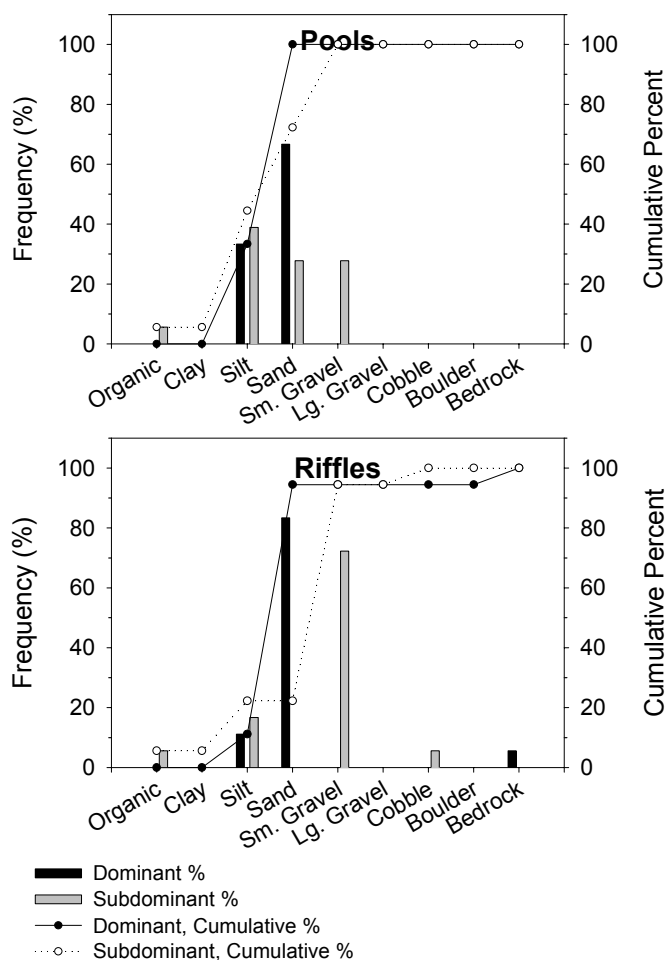 Pools
Frequency (%)
Cumulative Percent
100
80
60
40
20
0
100
80
60
40
20
0
Organic
Clay
Silt
Sand
Sm. Gravel
Lg. Gravel
Cobble
Boulder
Bedrock
Riffles
Frequency (%)
Cumulative Percent
100
80
60
40
20
0
100
80
60
40
20
0
Organic
Clay
Silt
Sand
Sm. Gravel
Lg. Gravel
Cobble
Boulder
Bedrock
Dominant %
Subdominant %
Dominant, Cumulative %
Subdominant, Cumulative %